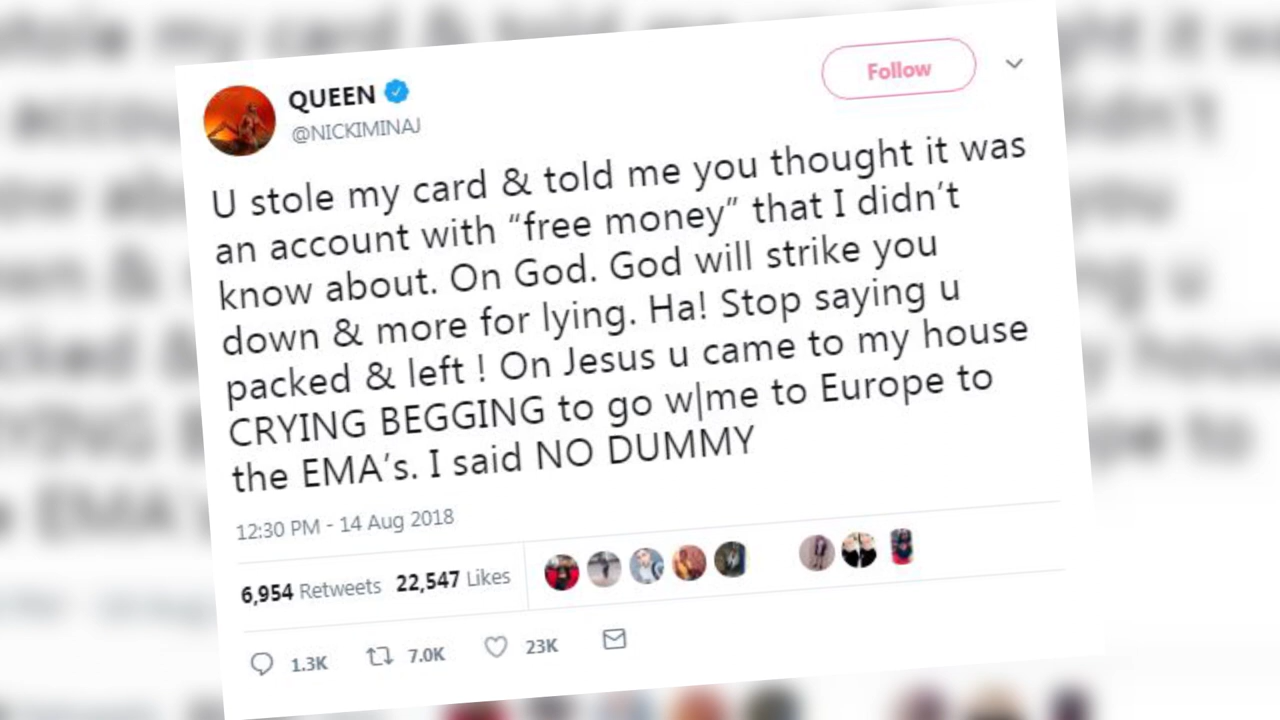 QUEEN
@NICKIMINAJ
Follow
U stole my card & told me you thought it was
an account with “free money” that I didn’t
know about. On God. God will strike you
down & more for lying. Ha! Stop saying u
packed & left ! On Jesus u came to my house
CRYING BEGGING to go w|me to Europe to
the EMA’s. I said NO DUMMY
12:30 PM - 14 Aug 2018
6,954 Retweets 22,547 Likes
1.3K 7.0K 23K